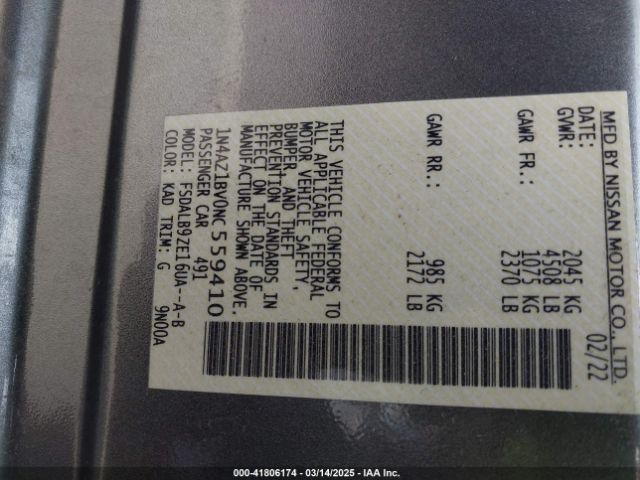 MFD BY NISSAN MOTOR CO., LTD.
DATE: 02/22
GVWR: 2045 KG
4508 LB
GAWR FR.: 1075 KG
2370 LB
GAWR RR.: 985 KG
2172 LB
THIS VEHICLE CONFORMS TO
ALL APPLICABLE FEDERAL
MOTOR VEHICLE SAFETY,
BUMPER, AND THEFT
PREVENTION STANDARDS IN
EFFECT ON THE DATE OF
MANUFACTURE SHOWN ABOVE.
1N4AZ1BV0NC559410
PASSENGER CAR 491
MODEL: FSDALB9ZE16UA--A-B
COLOR: KAD TRIM: G 9N00A
000-41806174 - 03/14/2025 - IAA Inc.